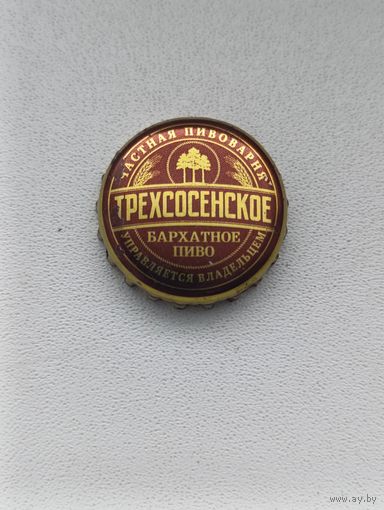 ЧАСТНАЯ ПИВОВАРНЯ
ТРЕХСОСЕНСКОЕ
БАРХАТНОЕ
ПИВО
УПРАВЛЯЕТСЯ ВЛАДЕЛЬЦЕМ
www.ay.by